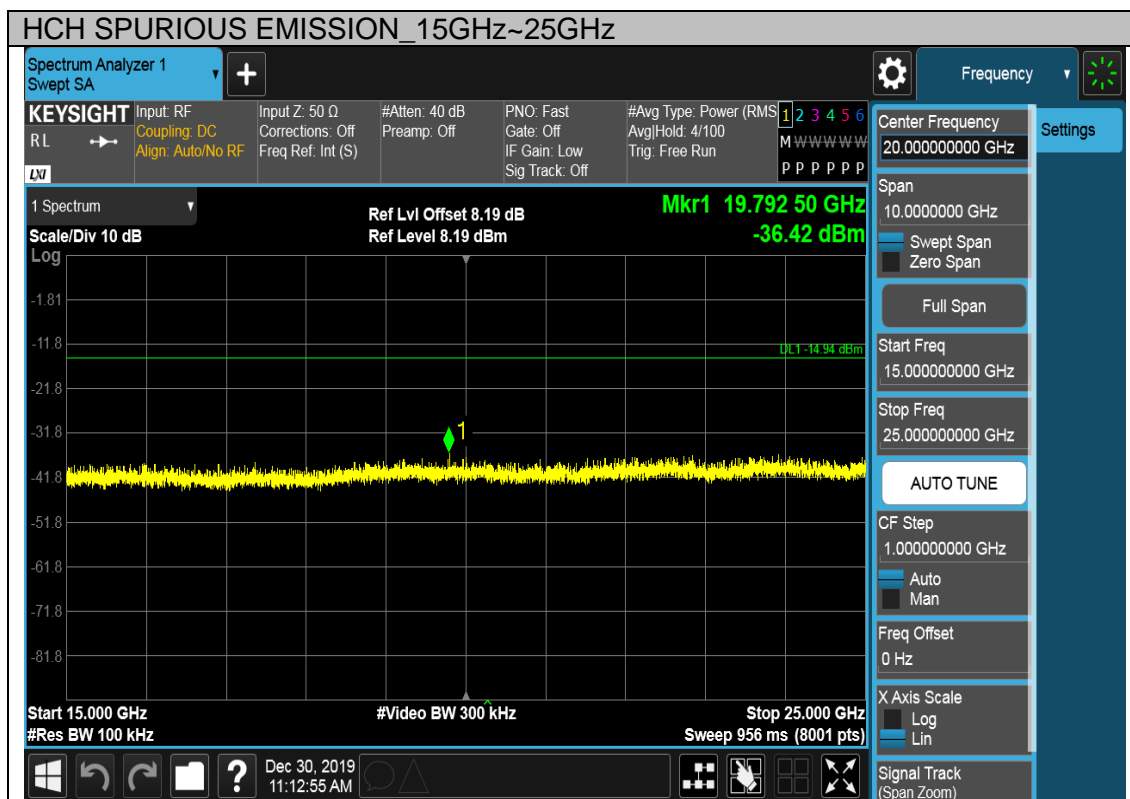 HCH SPURIOUS EMISSION_15GHz~25GHz
Spectrum Analyzer 1
Swept SA
Frequency
KEYSIGHT
RL
LXI
Input: RF
Coupling: DC
Align: Auto/No RF
Input Z: 50 Ω
Corrections: Off
Freq Ref: Int (S)
#Atten: 40 dB
Preamp: Off
PNO: Fast
Gate: Off
IF Gain: Low
Sig Track: Off
#Avg Type: Power (RMS
Avg|Hold: 4/100
Trig: Free Run
1 2 3 4 5 6
M W W W W W
P P P P P P
1 Spectrum
Scale/Div 10 dB
Log
Ref Lvl Offset 8.19 dB
Ref Level 8.19 dBm
Mkr1 19.792 50 GHz
-36.42 dBm
-1.81
-11.8
DL1 -14.94 dBm
-21.8
-31.8
1
-41.8
-51.8
-61.8
-71.8
-81.8
Start 15.000 GHz
#Video BW 300 kHz
Stop 25.000 GHz
#Res BW 100 kHz
Sweep 956 ms (8001 pts)
?
Dec 30, 2019
11:12:55 AM
Center Frequency
20.000000000 GHz
Settings
Span
10.0000000 GHz
Swept Span
Zero Span
Full Span
Start Freq
15.000000000 GHz
Stop Freq
25.000000000 GHz
AUTO TUNE
CF Step
1.000000000 GHz
Auto
Man
Freq Offset
0 Hz
X Axis Scale
Log
Lin
Signal Track
(Span Zoom)